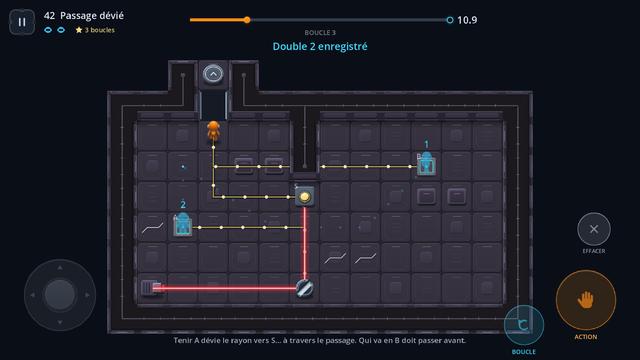 42 Passage dévié
3 boucles
10.9
BOUCLE 3
Double 2 enregistré
1
S
2
EFFACER
ACTION
BOUCLE
Tenir A dévie le rayon vers S... à travers le passage. Qui va en B doit passer avant.